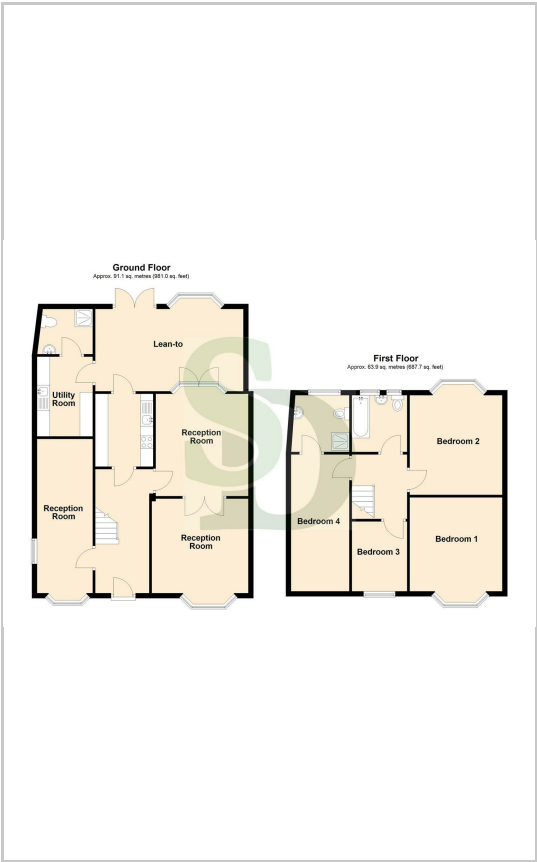 Ground Floor
Approx. 91.1 sq. metres (981.0 sq. feet)
Lean-to
Utility
Room
Reception
Room
Reception
Room
Reception
Room
First Floor
Approx. 63.9 sq. metres (687.7 sq. feet)
Bedroom 2
Bedroom 4
Bedroom 3
Bedroom 1
SD